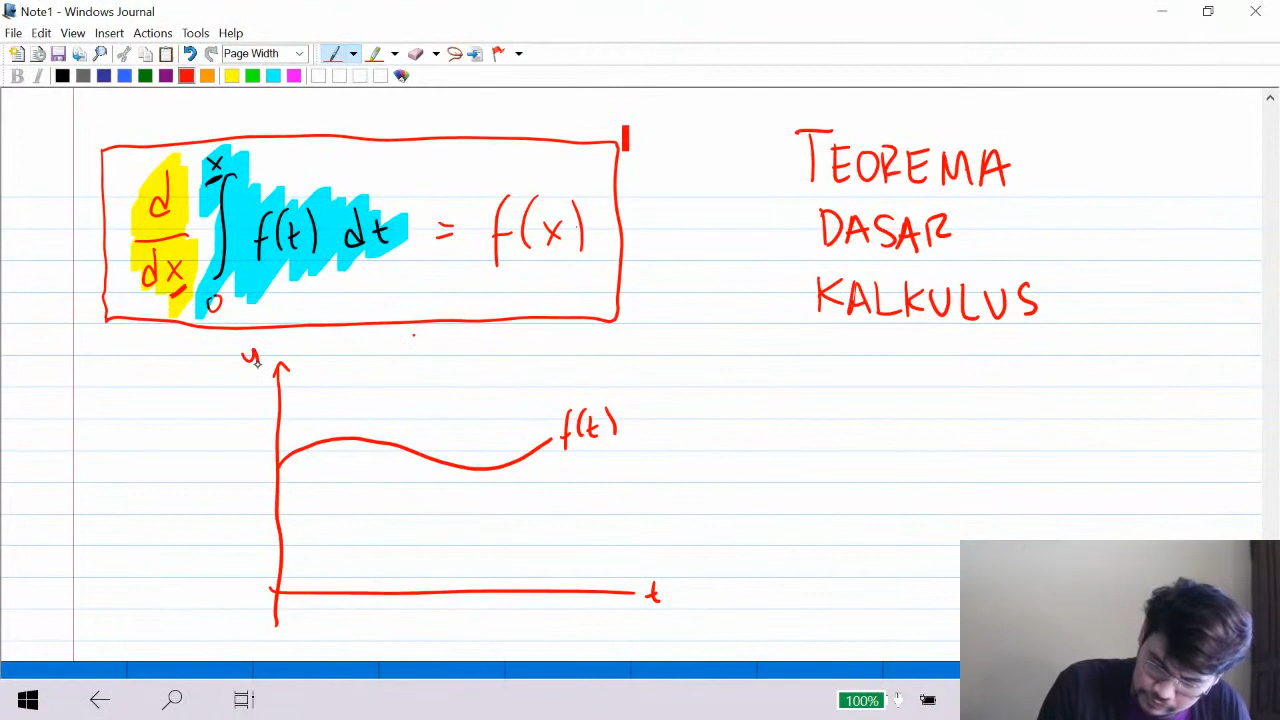 Note1 - Windows Journal
File Edit View Insert Actions Tools Help
Page Width
B I
d/dx ∫₀ˣ f(t) dt = f(x)
TEOREMA
DASAR
KALKULUS
y
f(t)
t
100%